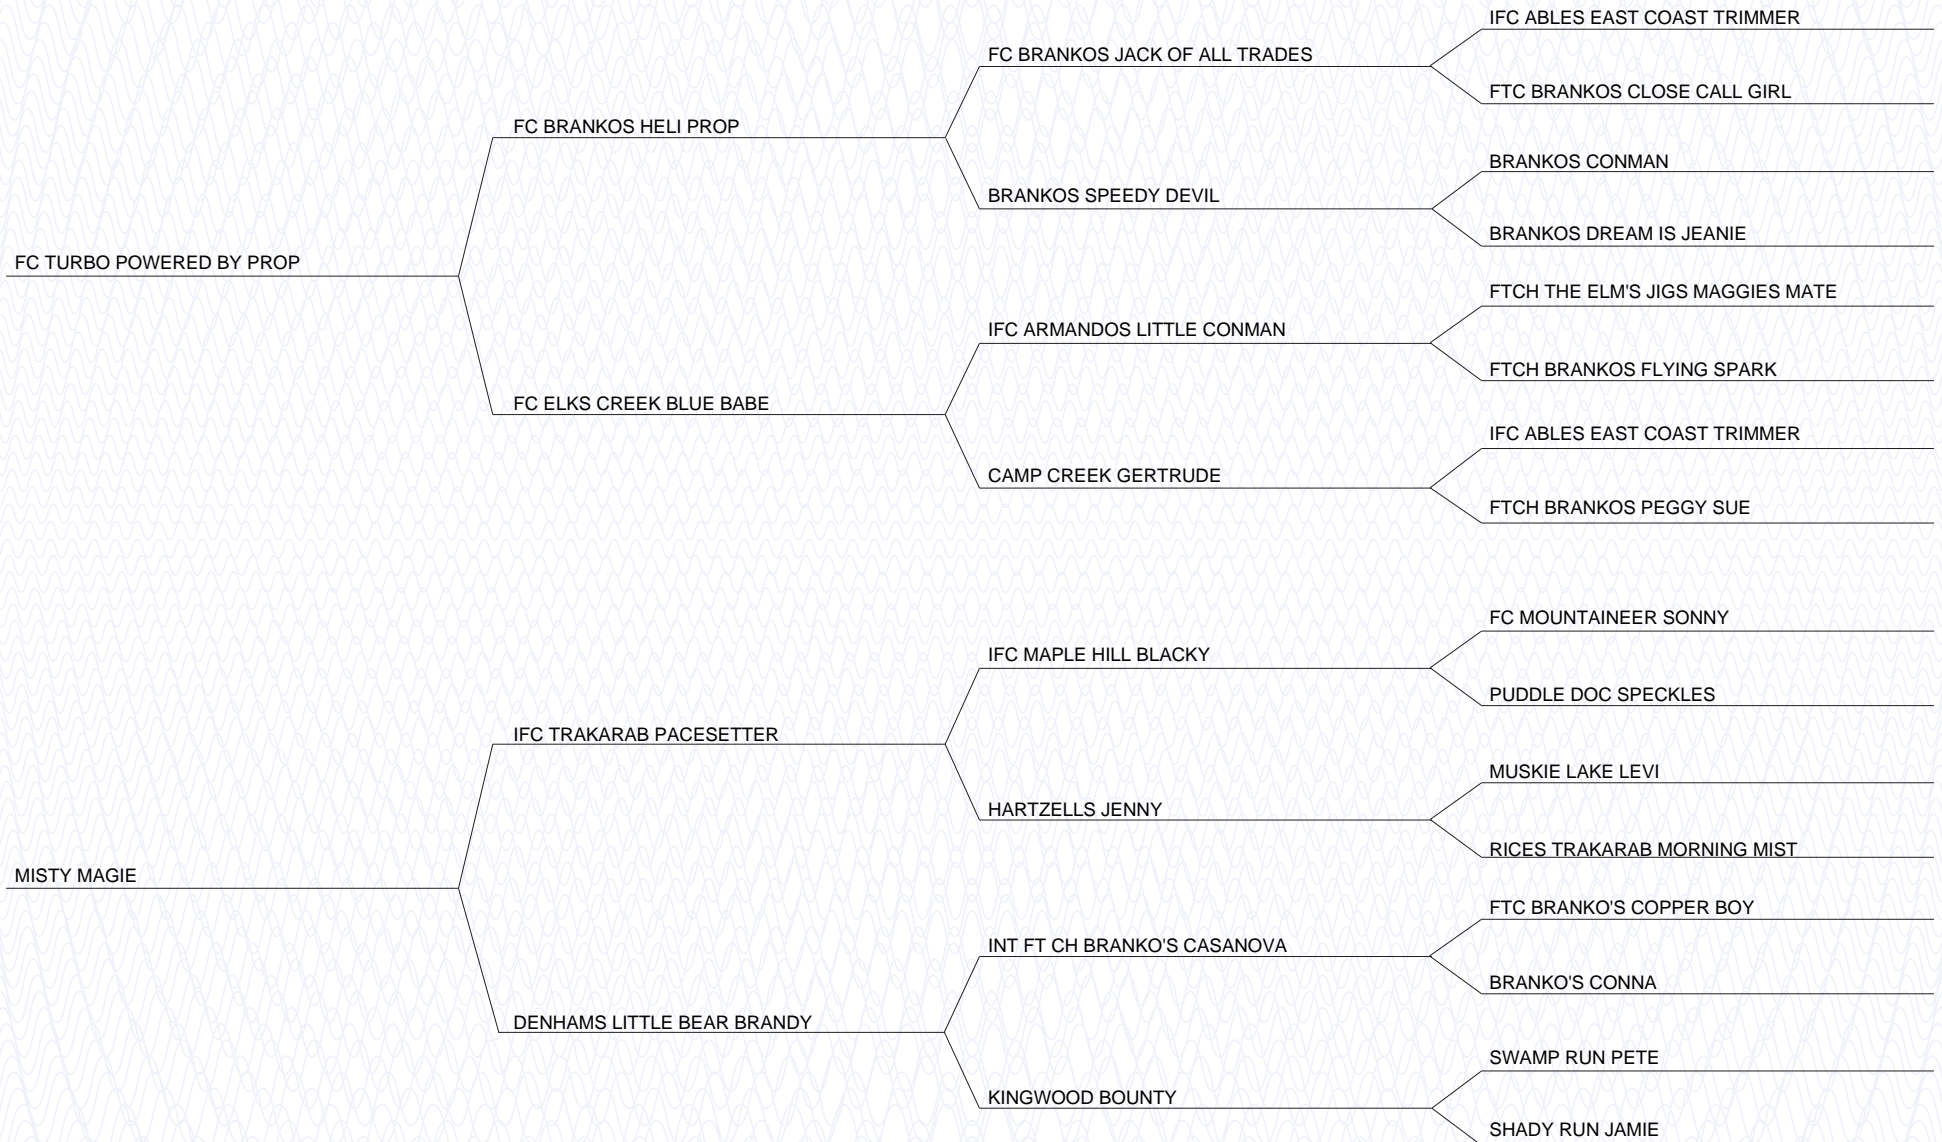 IFC ABLES EAST COAST TRIMMER
FC BRANKOS JACK OF ALL TRADES
FTC BRANKOS CLOSE CALL GIRL
FC BRANKOS HELI PROP
BRANKOS CONMAN
BRANKOS SPEEDY DEVIL
BRANKOS DREAM IS JEANIE
FC TURBO POWERED BY PROP
FTCH THE ELM'S JIGS MAGGIES MATE
IFC ARMANDOS LITTLE CONMAN
FTCH BRANKOS FLYING SPARK
FC ELKS CREEK BLUE BABE
IFC ABLES EAST COAST TRIMMER
CAMP CREEK GERTRUDE
FTCH BRANKOS PEGGY SUE
FC MOUNTAINEER SONNY
IFC MAPLE HILL BLACKY
PUDDLE DOC SPECKLES
IFC TRAKARAB PACESETTER
MUSKIE LAKE LEVI
HARTZELLS JENNY
RICES TRAKARAB MORNING MIST
MISTY MAGIE
FTC BRANKO'S COPPER BOY
INT FT CH BRANKO'S CASANOVA
BRANKO'S CONNA
DENHAMS LITTLE BEAR BRANDY
SWAMP RUN PETE
KINGWOOD BOUNTY
SHADY RUN JAMIE